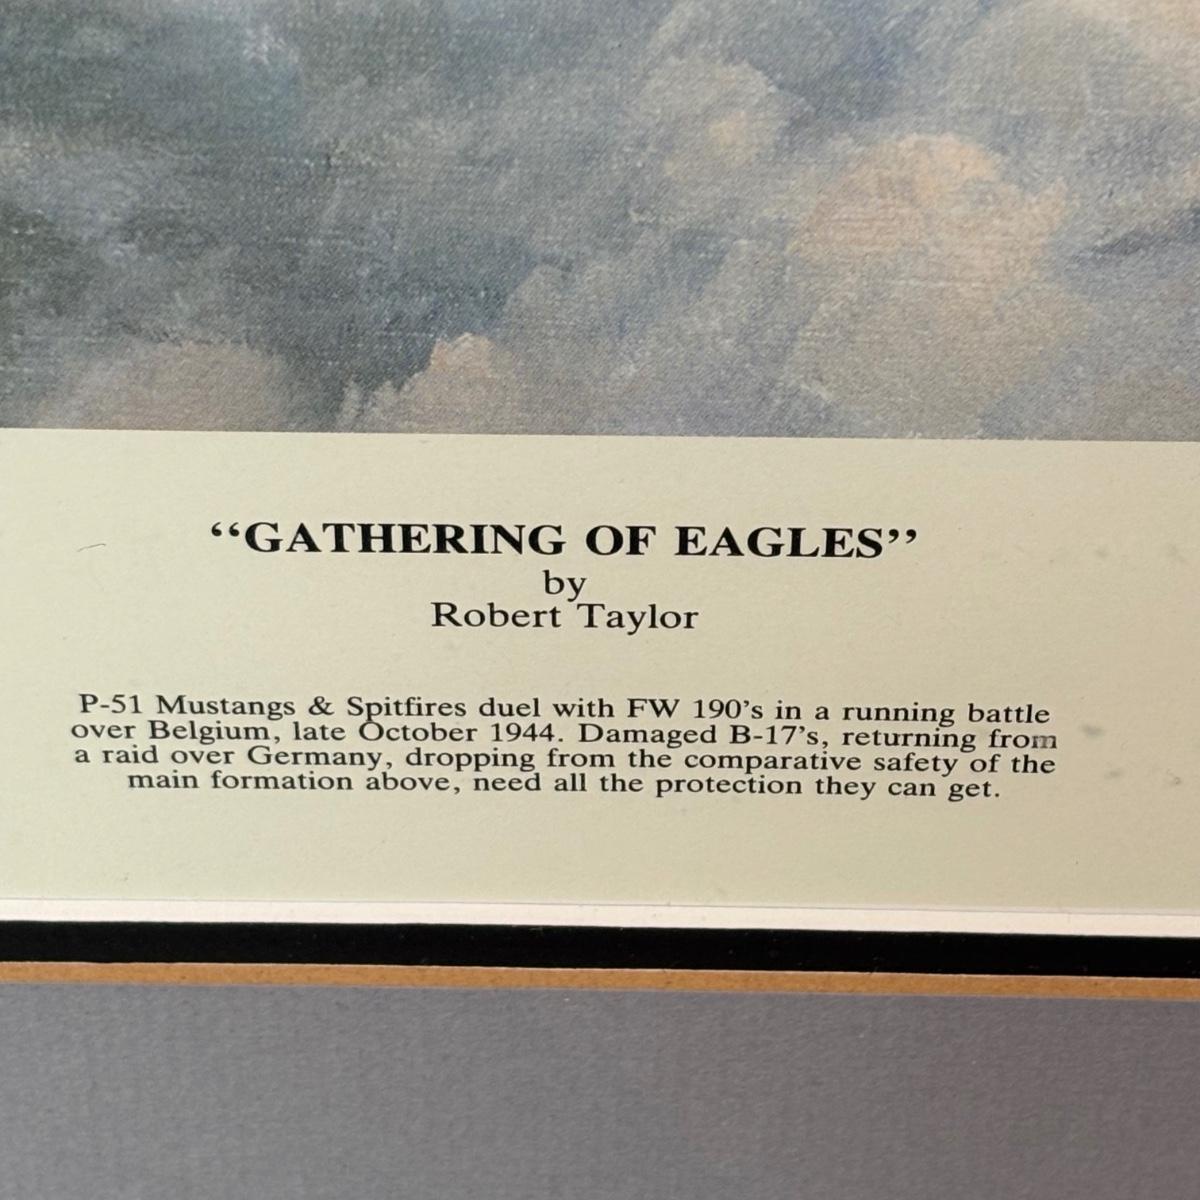 “GATHERING OF EAGLES”
by
Robert Taylor
P-51 Mustangs & Spitfires duel with FW 190’s in a running battle
over Belgium, late October 1944. Damaged B-17’s, returning from
a raid over Germany, dropping from the comparative safety of the
main formation above, need all the protection they can get.